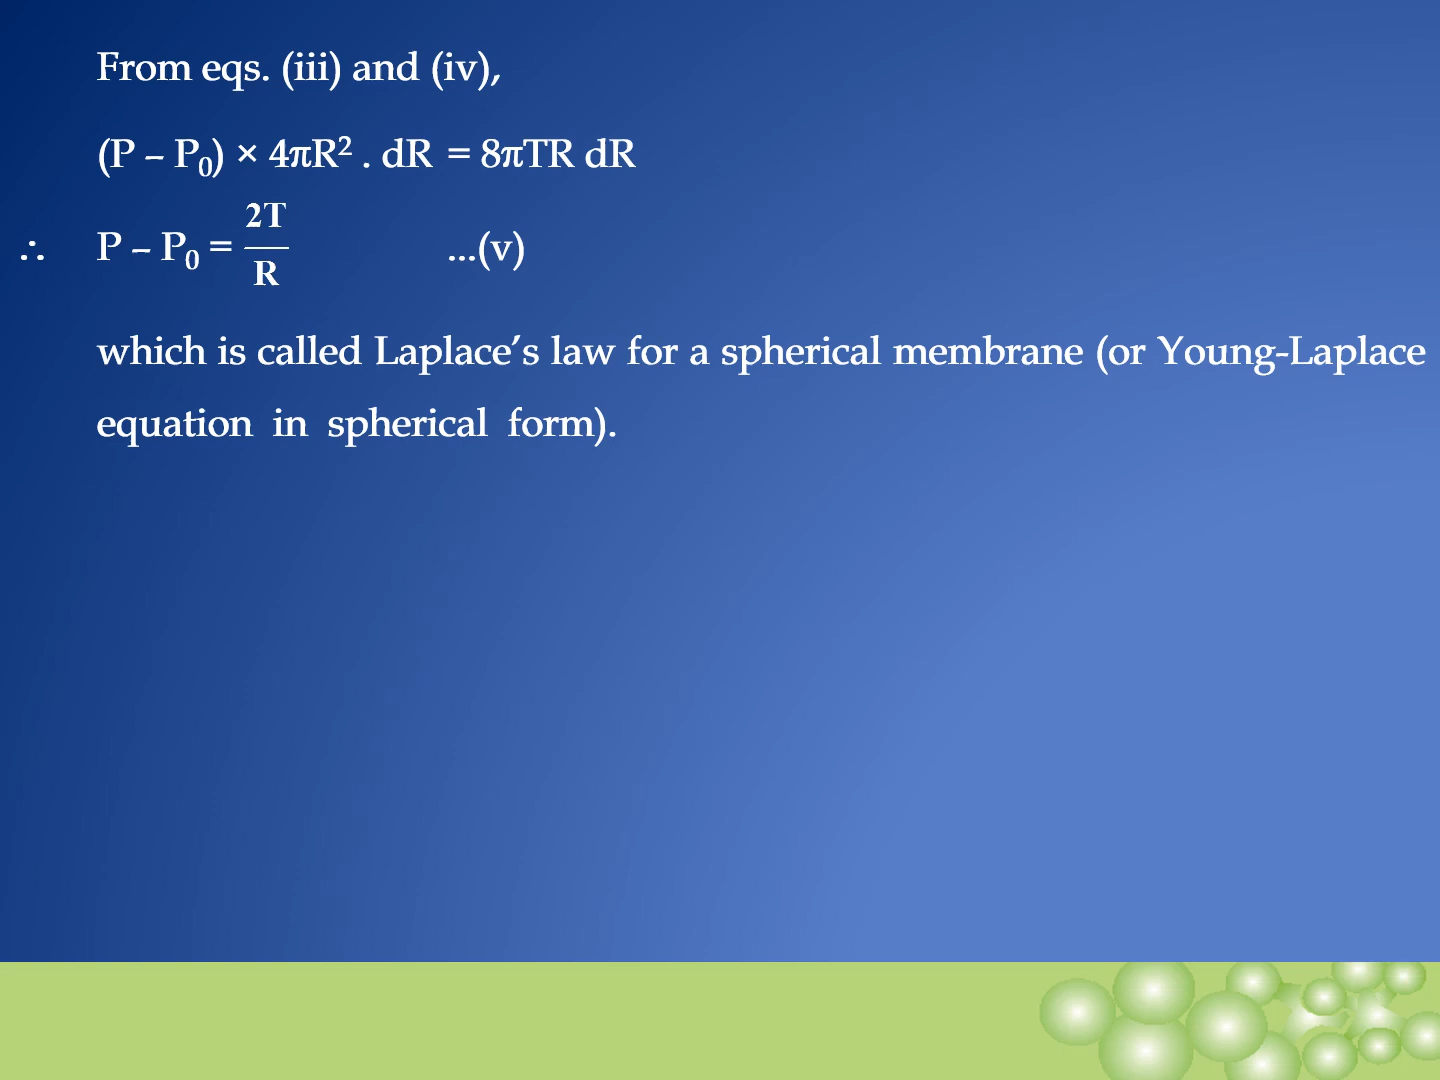 From eqs. (iii) and (iv),
(P – P₀) × 4πR² . dR = 8πTR dR
∴ P – P₀ = 2T/R ...(v)
which is called Laplace’s law for a spherical membrane (or Young-Laplace
equation in spherical form).